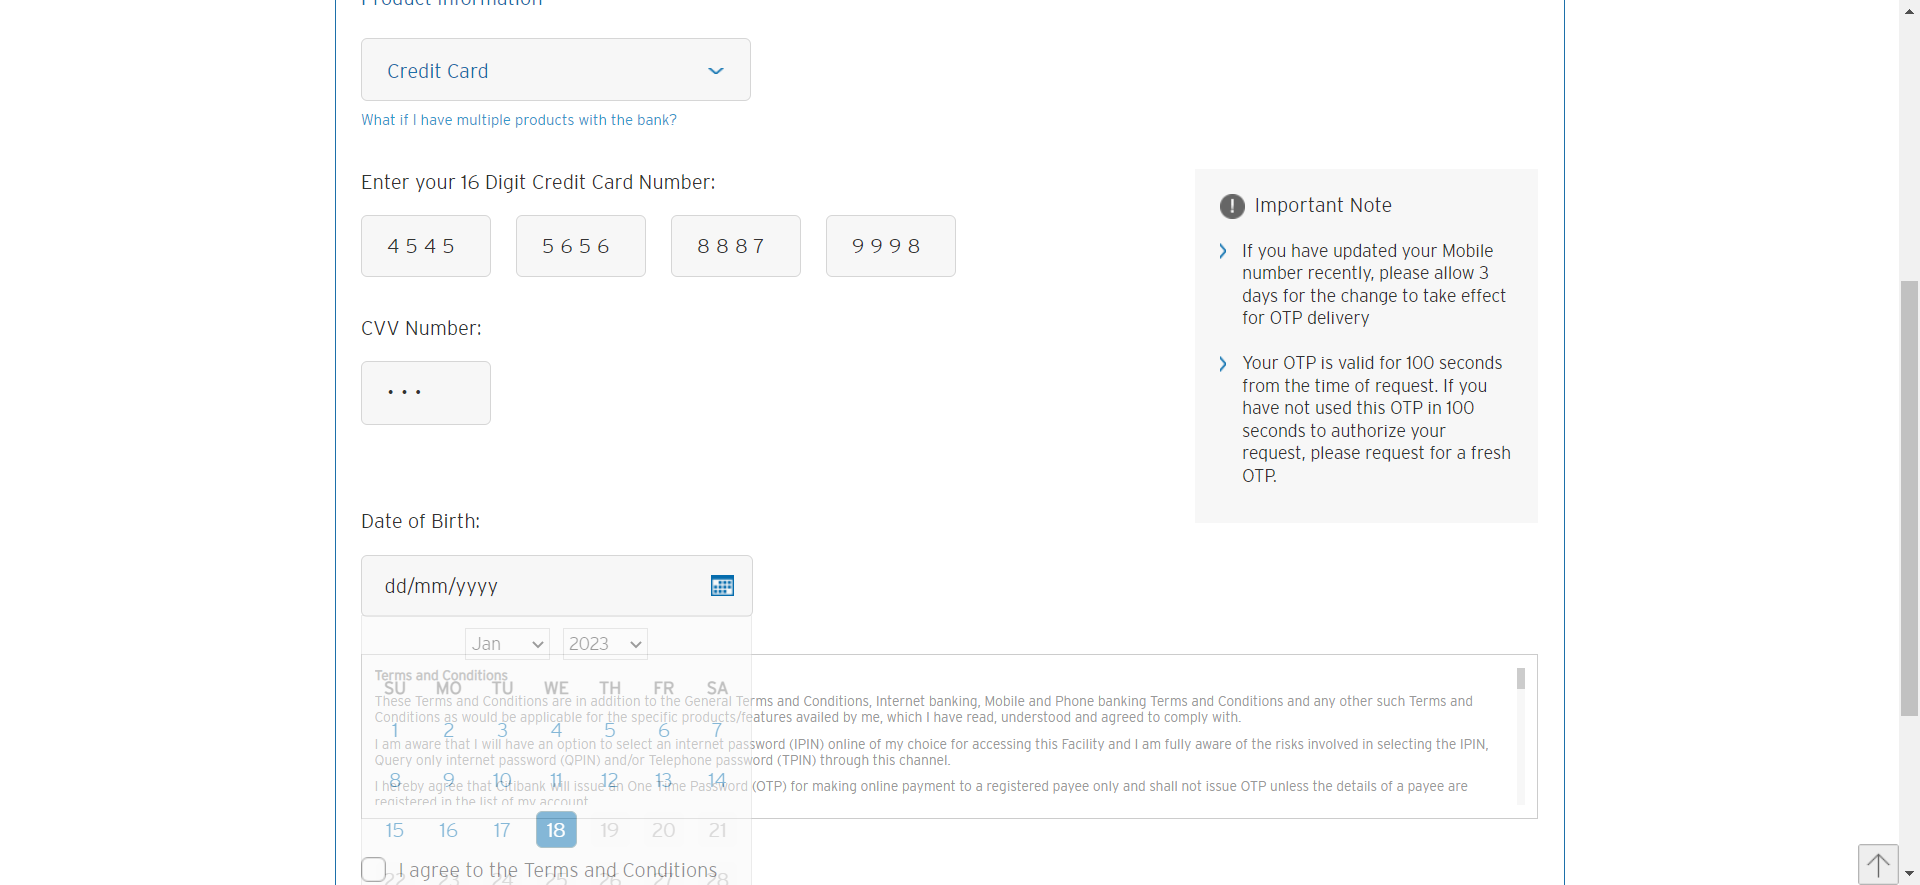 Product Information
Credit Card
What if I have multiple products with the bank?
Enter your 16 Digit Credit Card Number:
4545 5656 8887 9998
CVV Number:
•••
Date of Birth:
dd/mm/yyyy
Jan 2023
SU MO TU WE TH FR SA
1 2 3 4 5 6 7
8 9 10 11 12 13 14
15 16 17 18 19 20 21
22 23 24 25 26 27 28
Terms and Conditions
These Terms and Conditions are in addition to the General Terms and Conditions, Internet banking, Mobile and Phone banking Terms and Conditions and any other such Terms and
Conditions as would be applicable for the specific products/features availed by me, which I have read, understood and agreed to comply with.
I am aware that I will have an option to select an internet password (IPIN) online of my choice for accessing this Facility and I am fully aware of the risks involved in selecting the IPIN,
Query only internet password (QPIN) and/or Telephone password (TPIN) through this channel.
I hereby agree that Citibank will issue an One Time Password (OTP) for making online payment to a registered payee only and shall not issue OTP unless the details of a payee are
registered in the list of my account
I agree to the Terms and Conditions
Important Note
If you have updated your Mobile
number recently, please allow 3
days for the change to take effect
for OTP delivery
Your OTP is valid for 100 seconds
from the time of request. If you
have not used this OTP in 100
seconds to authorize your
request, please request for a fresh
OTP.